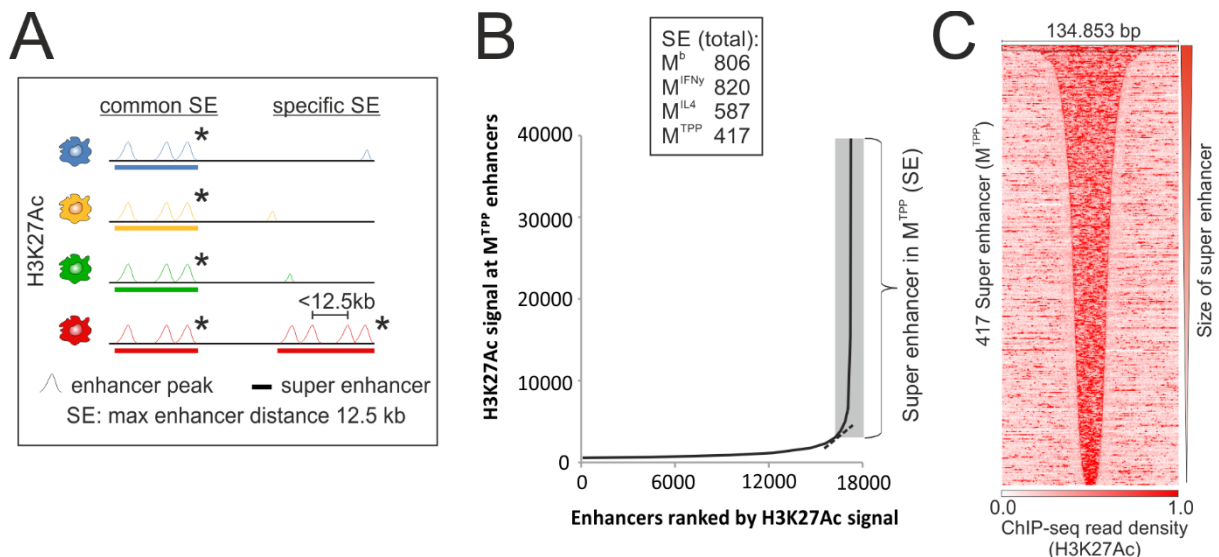 A
common SE specific SE
*
*
*
<12.5kb
* *
H3K27Ac
enhancer peak super enhancer
SE: max enhancer distance 12.5 kb
B
SE (total):
M^b 806
M^IFNy 820
M^IL4 587
M^TPP 417
H3K27Ac signal at M^TPP enhancers
40000
30000
20000
10000
0
0 6000 12000 18000
Enhancers ranked by H3K27Ac signal
Super enhancer in M^TPP (SE)
C
134.853 bp
417 Super enhancer (M^TPP)
Size of super enhancer
0.0 1.0
ChIP-seq read density
(H3K27Ac)